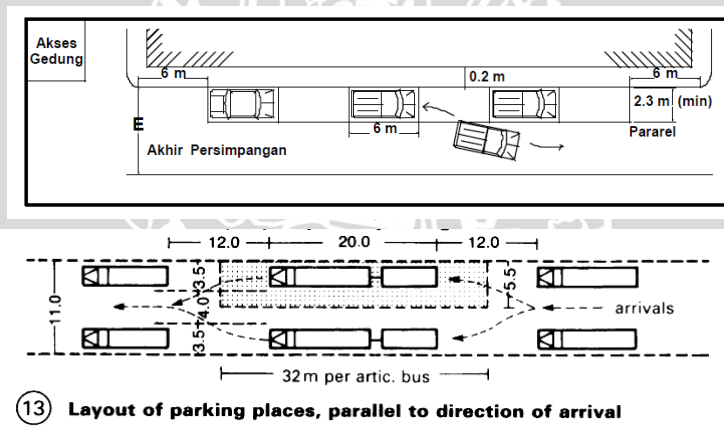 Akses
Gedung
6 m
0.2 m
6 m
2.3 m (min)
E
6 m
Pararel
Akhir Persimpangan
12.0
20.0
12.0
3.5
5.5
11.0
4.0
arrivals
3.5
32m per artic. bus
13 Layout of parking places, parallel to direction of arrival